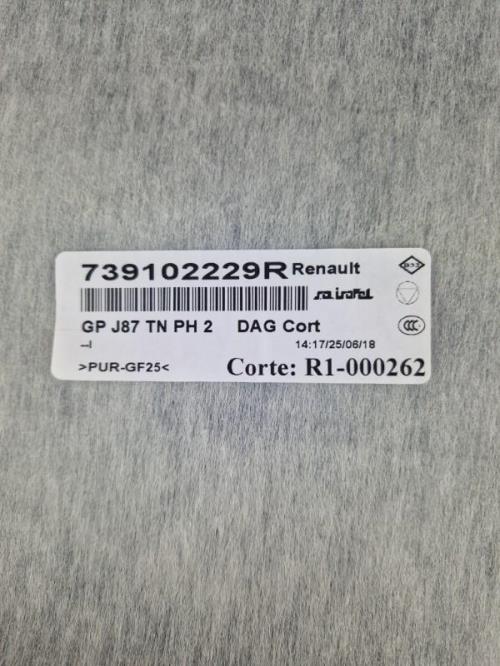 739102229R Renault
GP J87 TN PH 2 DAG Cort
--I 14:17/25/06/18
>PUR-GF25< Corte: R1-000262